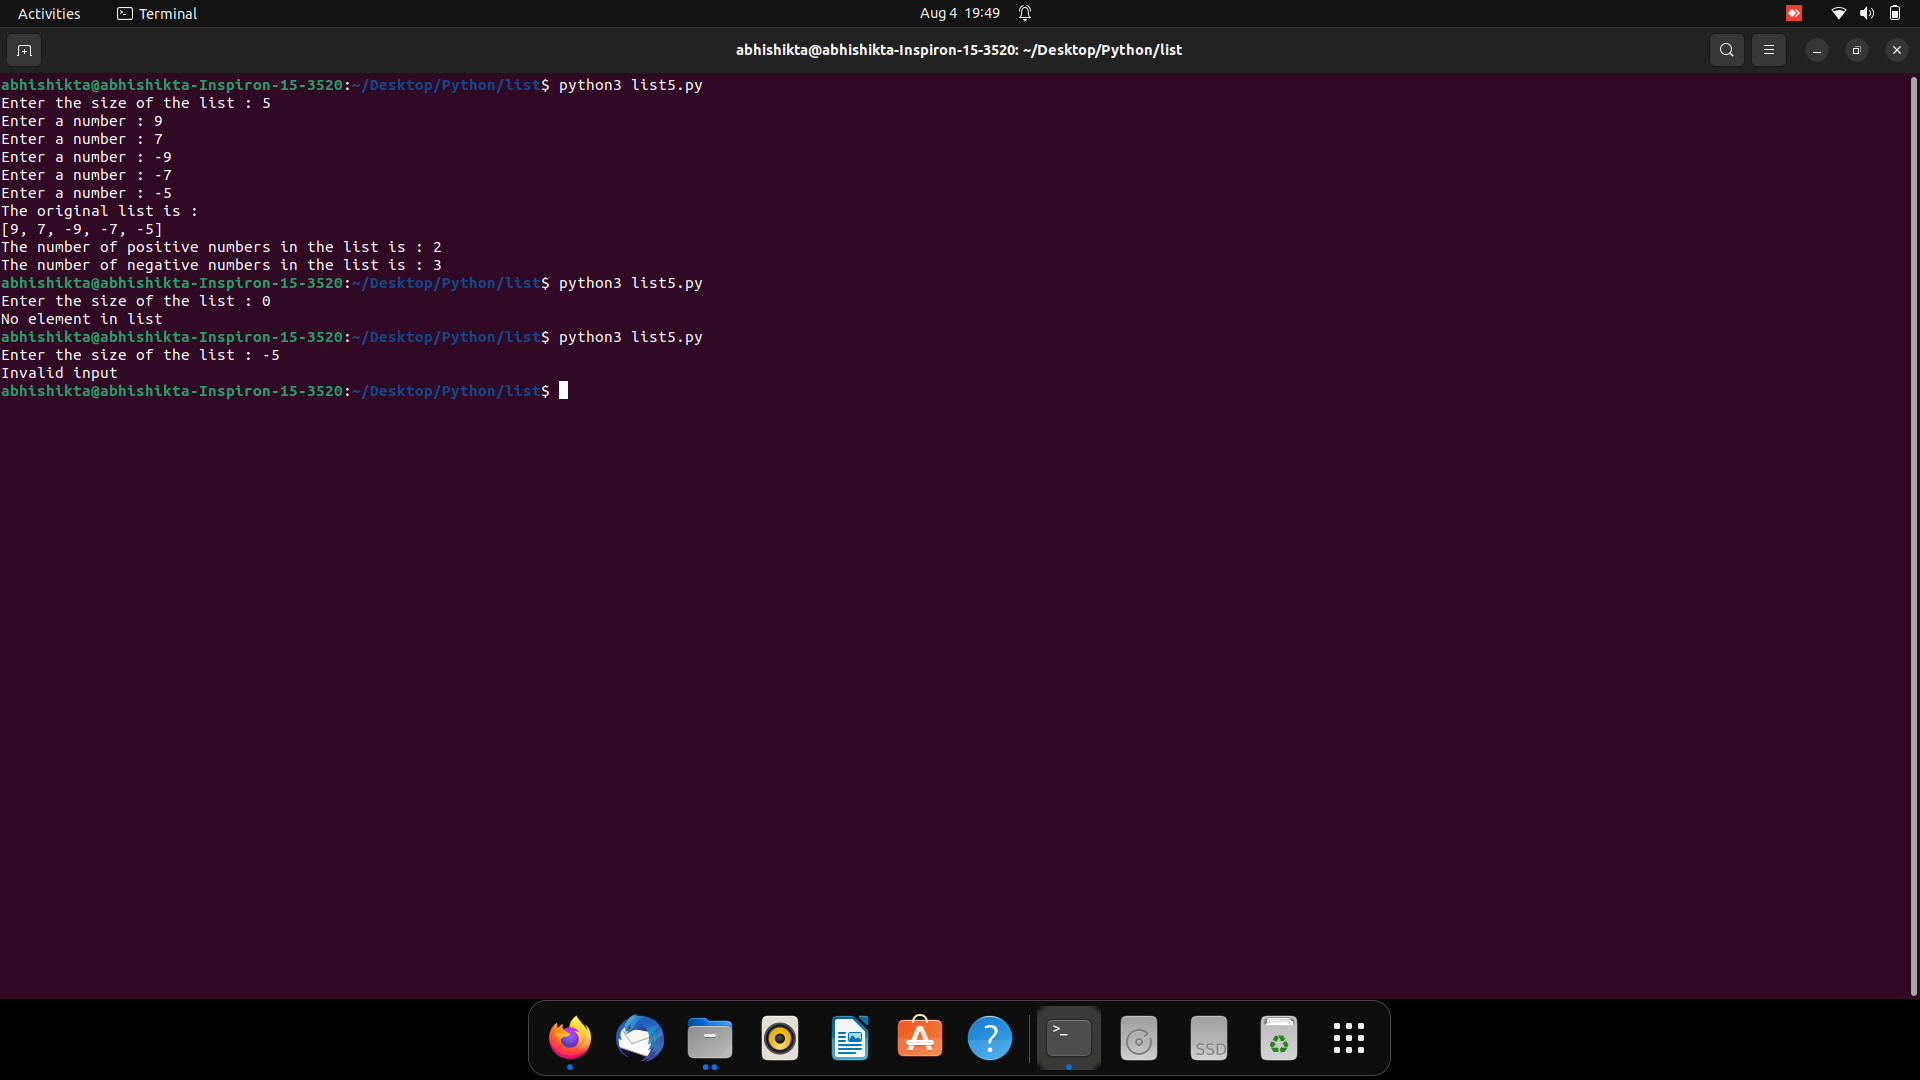 Activities
Terminal
Aug 4 19:49
abhishikta@abhishikta-Inspiron-15-3520: ~/Desktop/Python/list
abhishikta@abhishikta-Inspiron-15-3520:~/Desktop/Python/list$ python3 list5.py
Enter the size of the list : 5
Enter a number : 9
Enter a number : 7
Enter a number : -9
Enter a number : -7
Enter a number : -5
The original list is :
[9, 7, -9, -7, -5]
The number of positive numbers in the list is : 2
The number of negative numbers in the list is : 3
abhishikta@abhishikta-Inspiron-15-3520:~/Desktop/Python/list$ python3 list5.py
Enter the size of the list : 0
No element in list
abhishikta@abhishikta-Inspiron-15-3520:~/Desktop/Python/list$ python3 list5.py
Enter the size of the list : -5
Invalid input
abhishikta@abhishikta-Inspiron-15-3520:~/Desktop/Python/list$
SSD